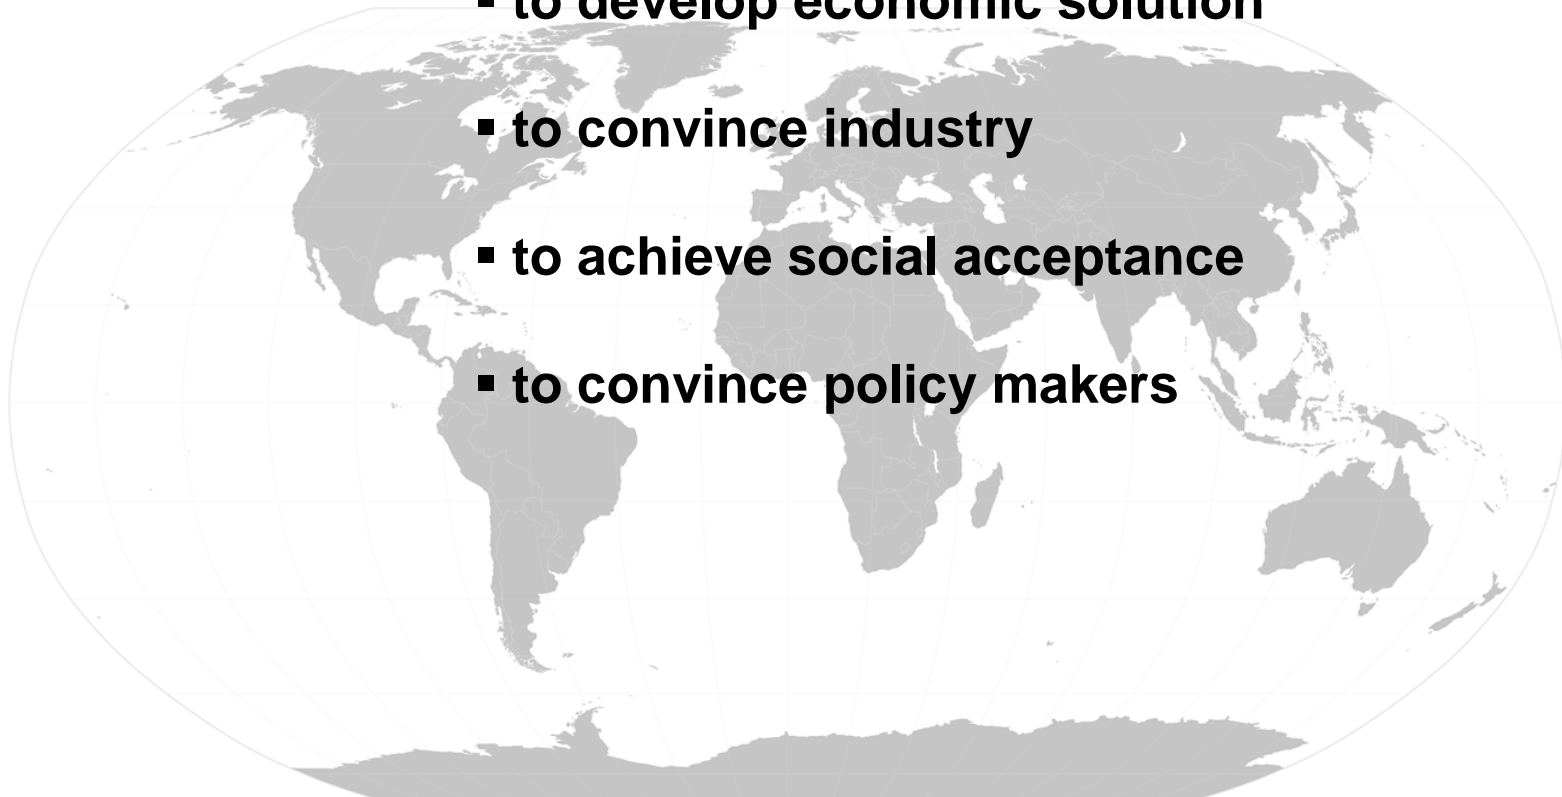 ▪ to develop economic solution
▪ to convince industry
▪ to achieve social acceptance
▪ to convince policy makers